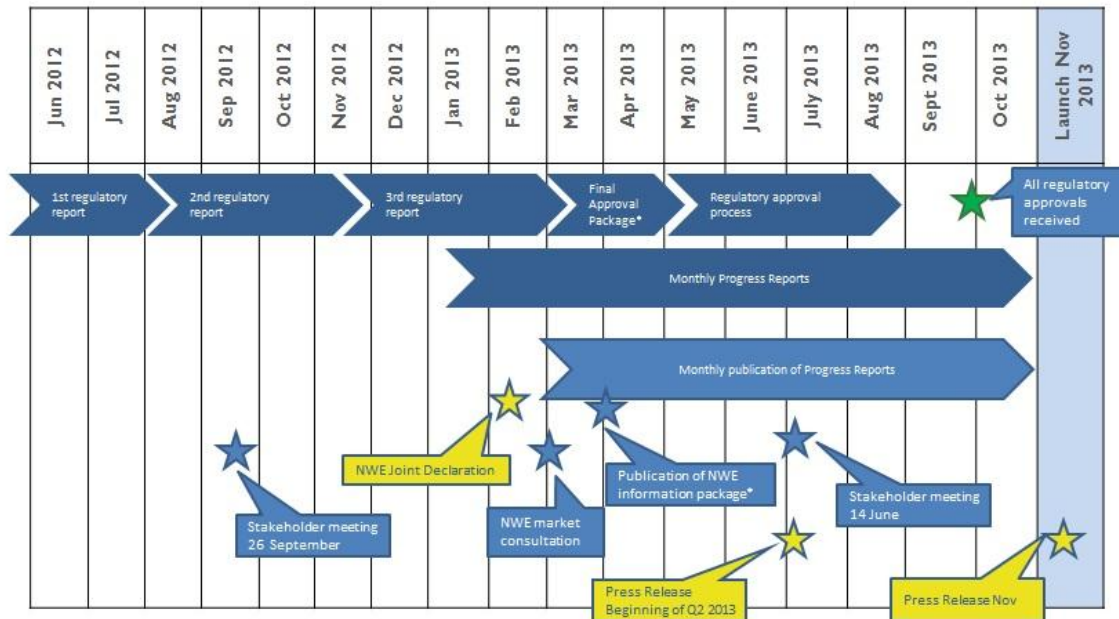 Jun 2012
Jul 2012
Aug 2012
Sep 2012
Oct 2012
Nov 2012
Dec 2012
Jan 2013
Feb 2013
Mar 2013
Apr 2013
May 2013
June 2013
July 2013
Aug 2013
Sept 2013
Oct 2013
Launch Nov
2013
1st regulatory
report
2nd regulatory
report
3rd regulatory
report
Final
Approval
Package*
Regulatory approval
process
All regulatory
approvals
received
Monthly Progress Reports
Monthly publication of Progress Reports
NWE Joint Declaration
Publication of NWE
information package*
Stakeholder meeting
14 June
Stakeholder meeting
26 September
NWE market
consultation
Press Release
Beginning of Q2 2013
Press Release Nov